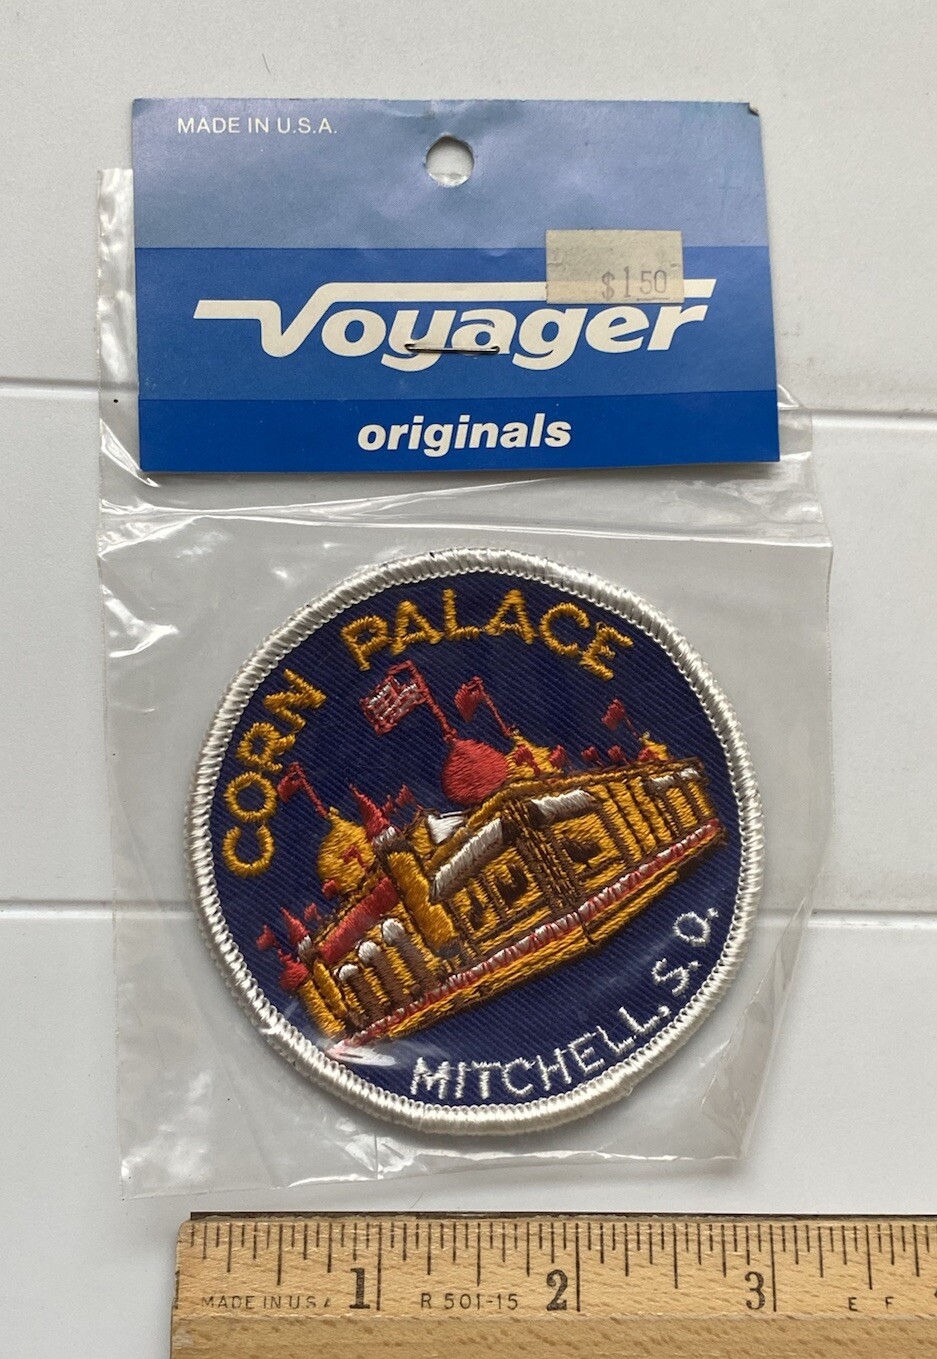 MADE IN U.S.A.
$1.50
Voyager
originals
CORN PALACE
MITCHELL, S.D.
MADE IN U S A
1
R 501-15
2
3
E F